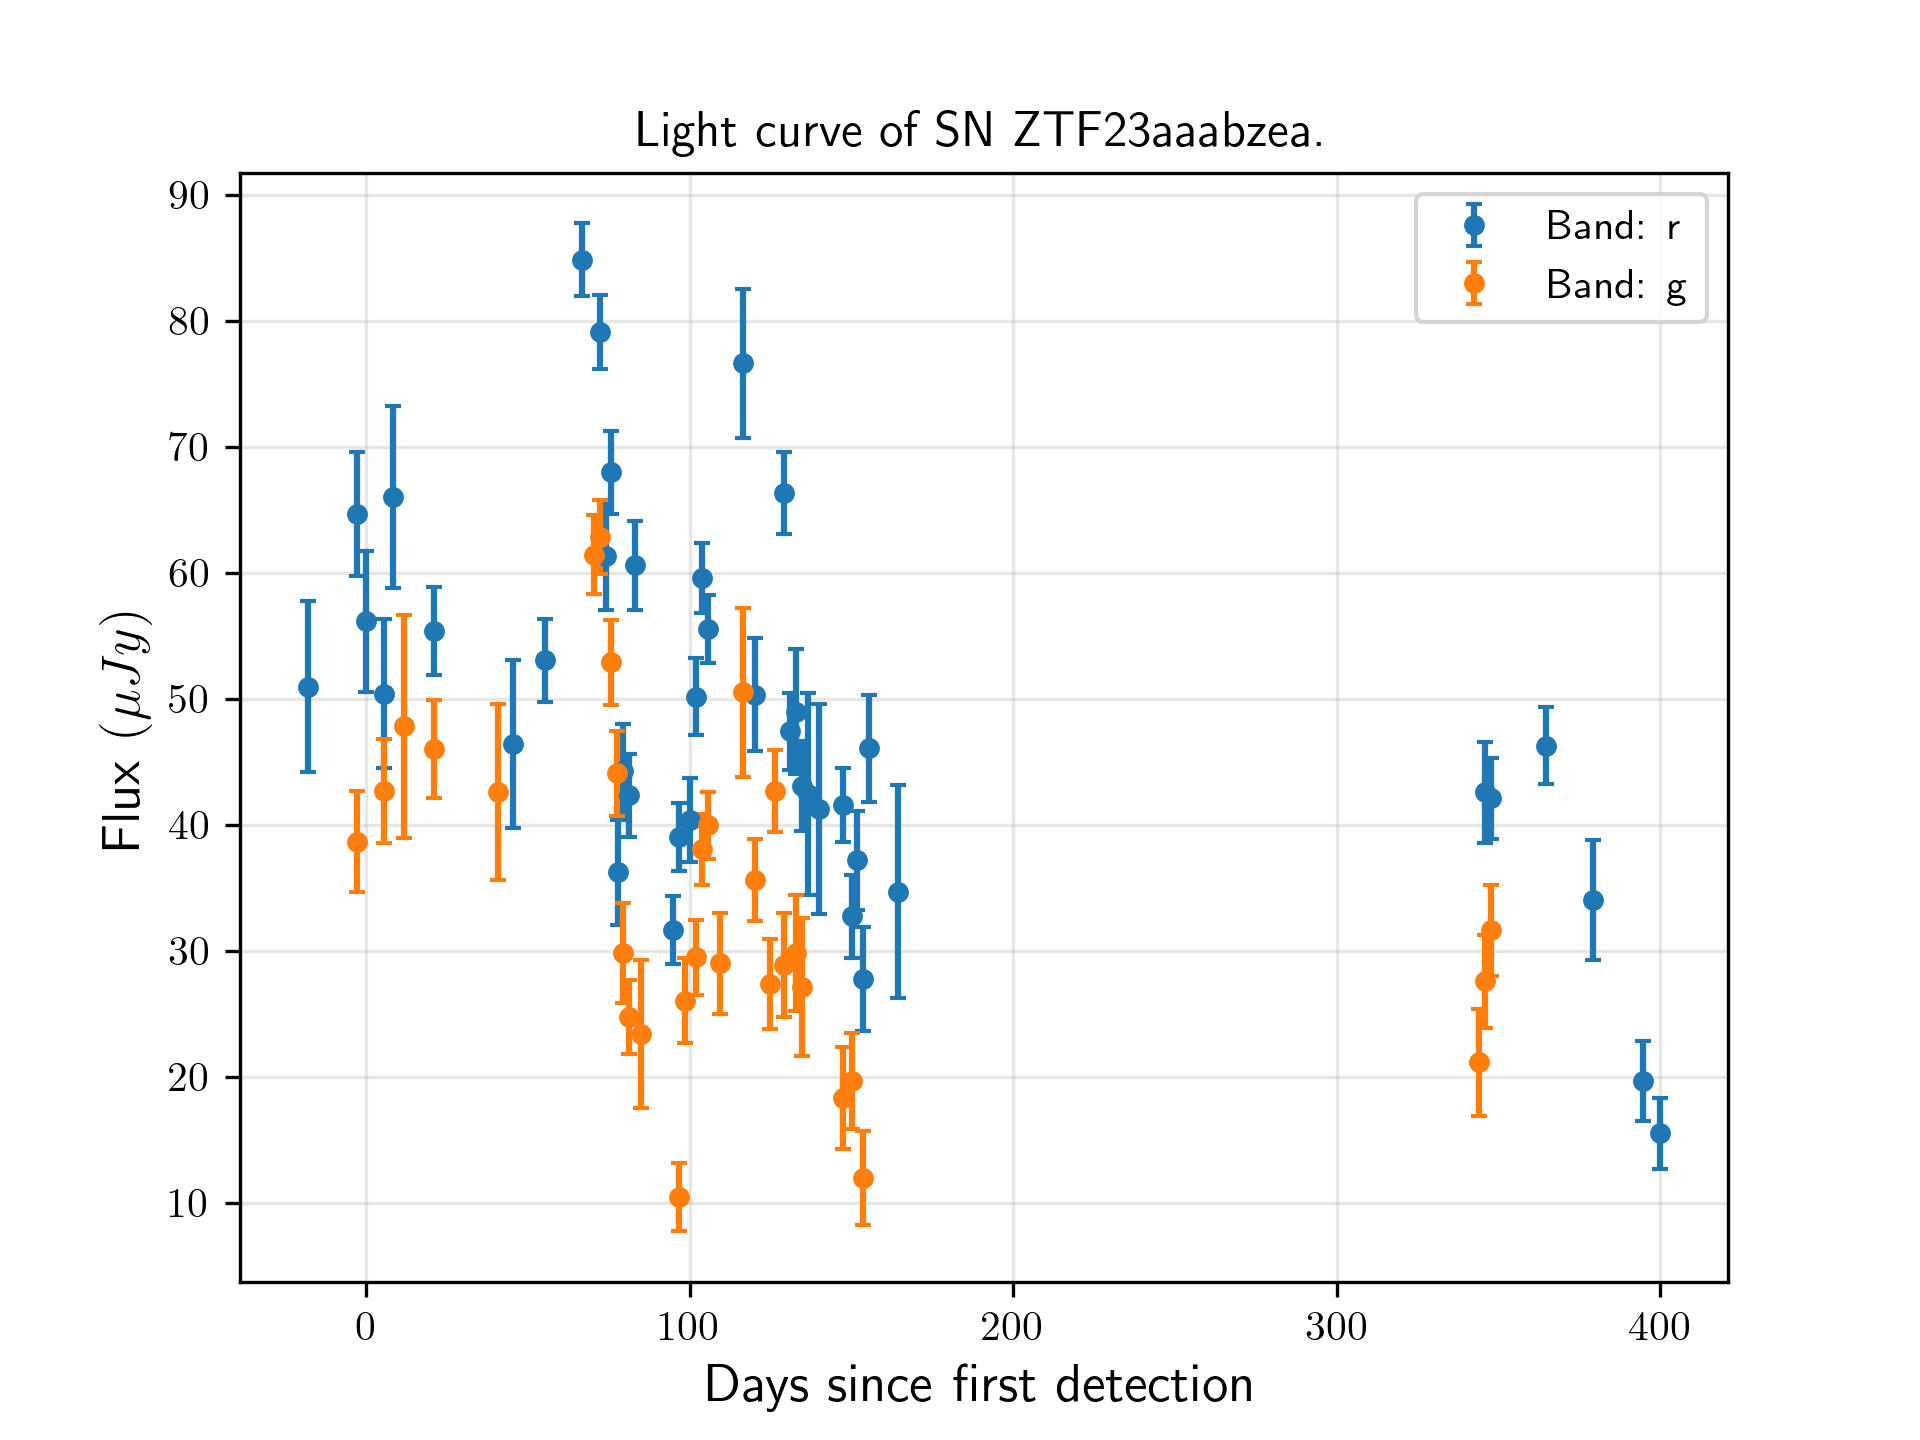 Light curve of SN ZTF23aaabzea.
90
80
70
60
50
40
30
20
10
Flux (μJy)
Band: r
Band: g
0 100 200 300 400
Days since first detection